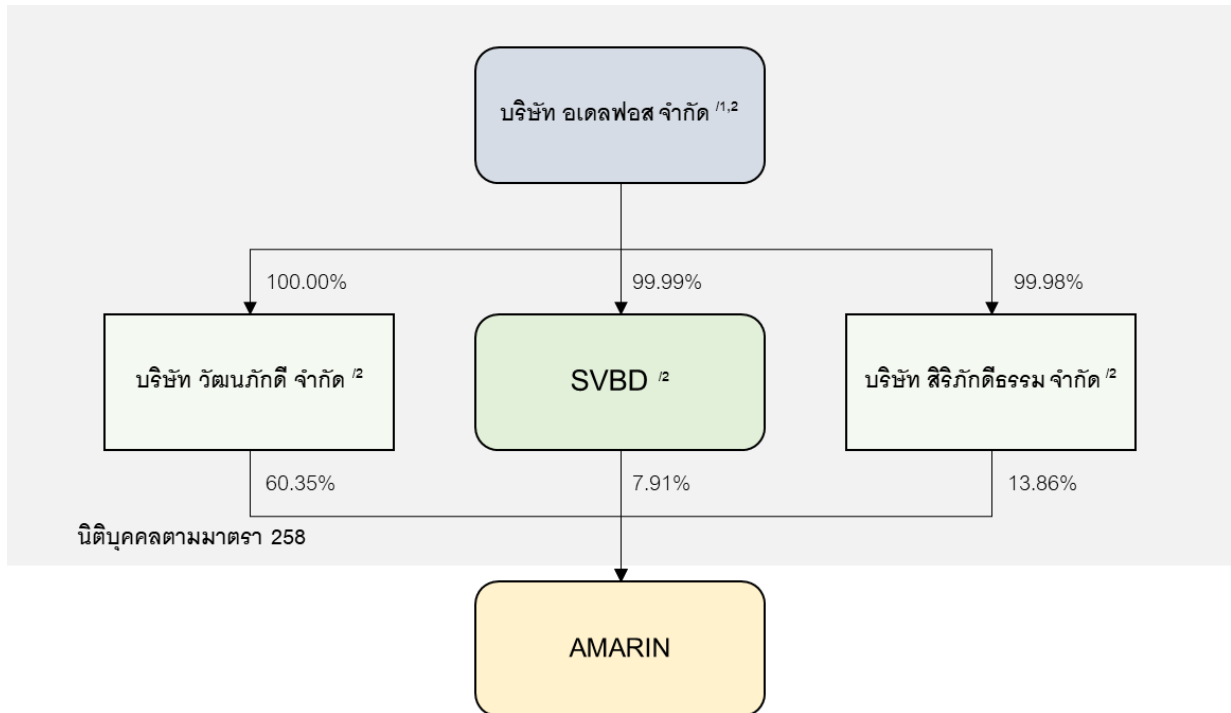 บริษัท อเดลฟอส จำกัด /1,2
100.00%
99.99%
99.98%
บริษัท วัฒนภักดี จำกัด /2
SVBD /2
บริษัท สิริภักดีธรรม จำกัด /2
60.35%
7.91%
13.86%
นิติบุคคลตามมาตรา 258
AMARIN